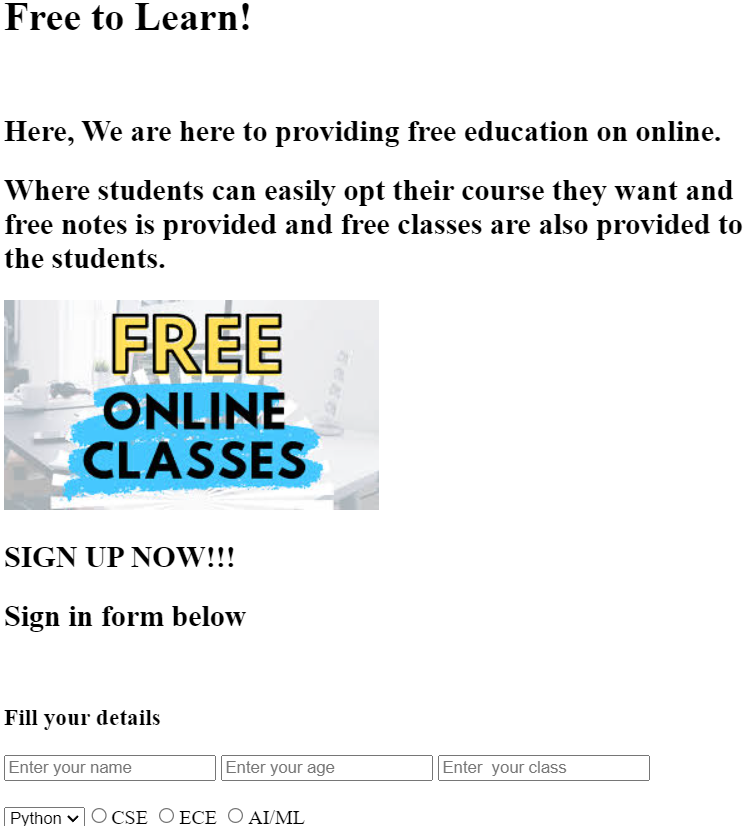 Free to Learn!
Here, We are here to providing free education on online.
Where students can easily opt their course they want and
free notes is provided and free classes are also provided to
the students.
FREE
ONLINE
CLASSES
SIGN UP NOW!!!
Sign in form below
Fill your details
Enter your name Enter your age Enter  your class
Python CSE ECE AI/ML